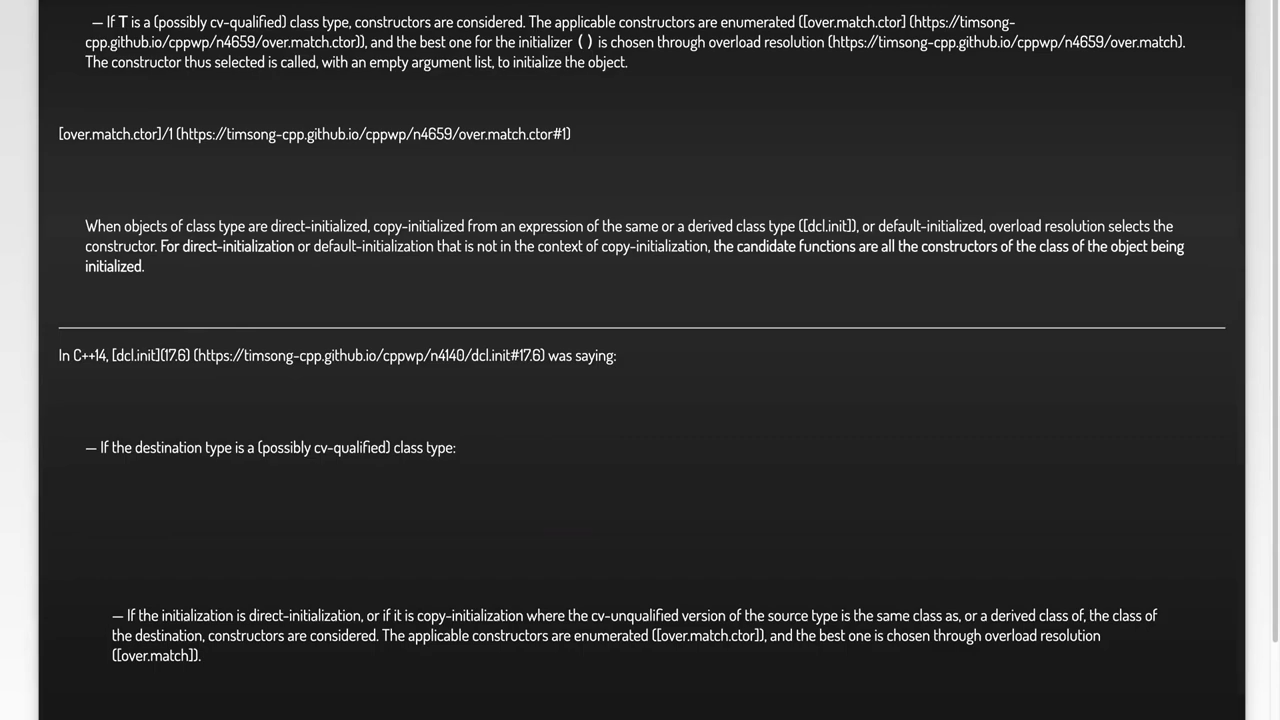 — If T is a (possibly cv-qualified) class type, constructors are considered. The applicable constructors are enumerated ([over.match.ctor] (https://timsong-
cpp.github.io/cppwp/n4659/over.match.ctor)), and the best one for the initializer () is chosen through overload resolution (https://timsong-cpp.github.io/cppwp/n4659/over.match).
The constructor thus selected is called, with an empty argument list, to initialize the object.
[over.match.ctor]/1 (https://timsong-cpp.github.io/cppwp/n4659/over.match.ctor#1)
When objects of class type are direct-initialized, copy-initialized from an expression of the same or a derived class type ([dcl.init]), or default-initialized, overload resolution selects the
constructor. For direct-initialization or default-initialization that is not in the context of copy-initialization, the candidate functions are all the constructors of the class of the object being
initialized.
In C++14, [dcl.init](17.6) (https://timsong-cpp.github.io/cppwp/n4140/dcl.init#17.6) was saying:
— If the destination type is a (possibly cv-qualified) class type:
— If the initialization is direct-initialization, or if it is copy-initialization where the cv-unqualified version of the source type is the same class as, or a derived class of, the class of
the destination, constructors are considered. The applicable constructors are enumerated ([over.match.ctor]), and the best one is chosen through overload resolution
([over.match]).